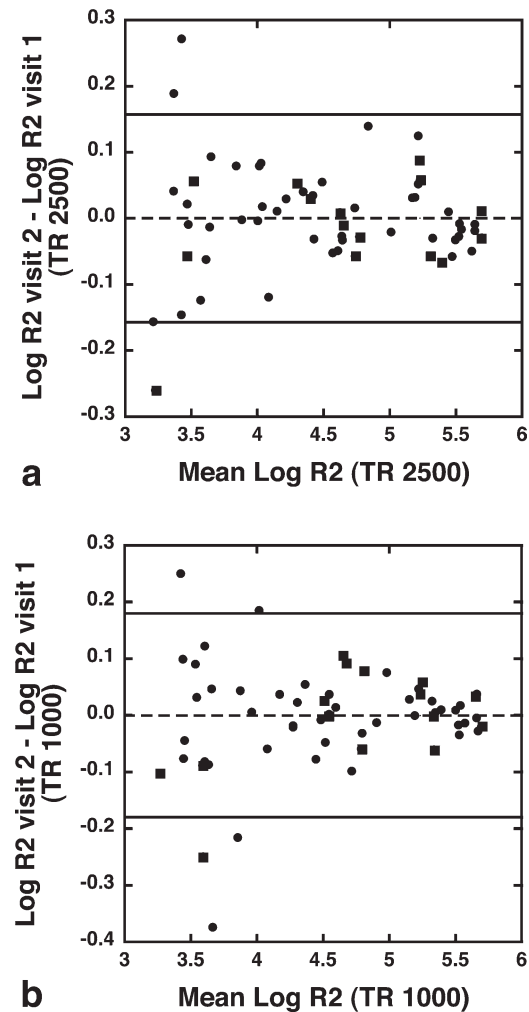 Log R2 visit 2 - Log R2 visit 1
(TR 2500)
0.3
0.2
0.1
0.0
-0.1
-0.2
-0.3
3 3.5 4 4.5 5 5.5 6
Mean Log R2 (TR 2500)
a
Log R2 visit 2 - Log R2 visit 1
(TR 1000)
0.3
0.2
0.1
0.0
-0.1
-0.2
-0.3
-0.4
3 3.5 4 4.5 5 5.5 6
Mean Log R2 (TR 1000)
b